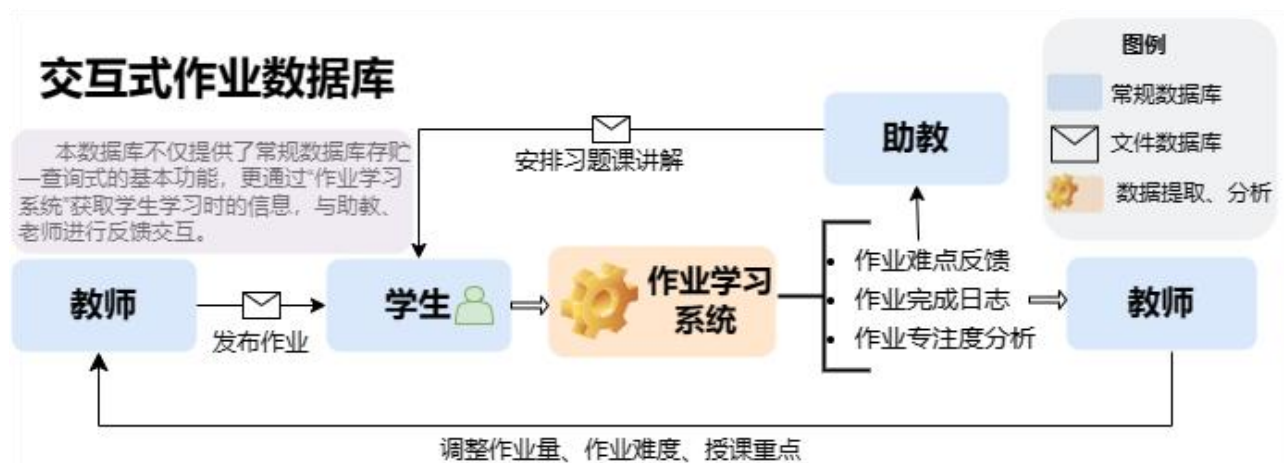 交互式作业数据库
本数据库不仅提供了常规数据库存贮
—查询式的基本功能，更通过“作业学习
系统”获取学生学习时的信息，与助教、
老师进行反馈交互。
教师
发布作业
学生
作业学习
系统
• 作业难点反馈
• 作业完成日志
• 作业专注度分析
助教
安排习题课讲解
教师
调整作业量、作业难度、授课重点
图例
常规数据库
文件数据库
数据提取、分析